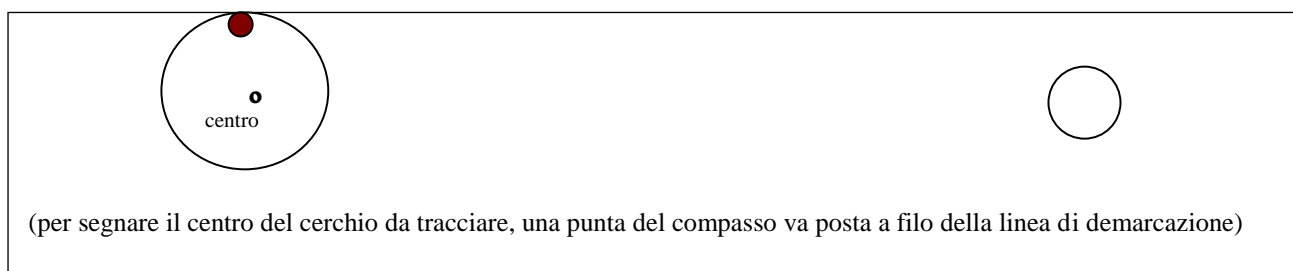 o
centro
(per segnare il centro del cerchio da tracciare, una punta del compasso va posta a filo della linea di demarcazione)